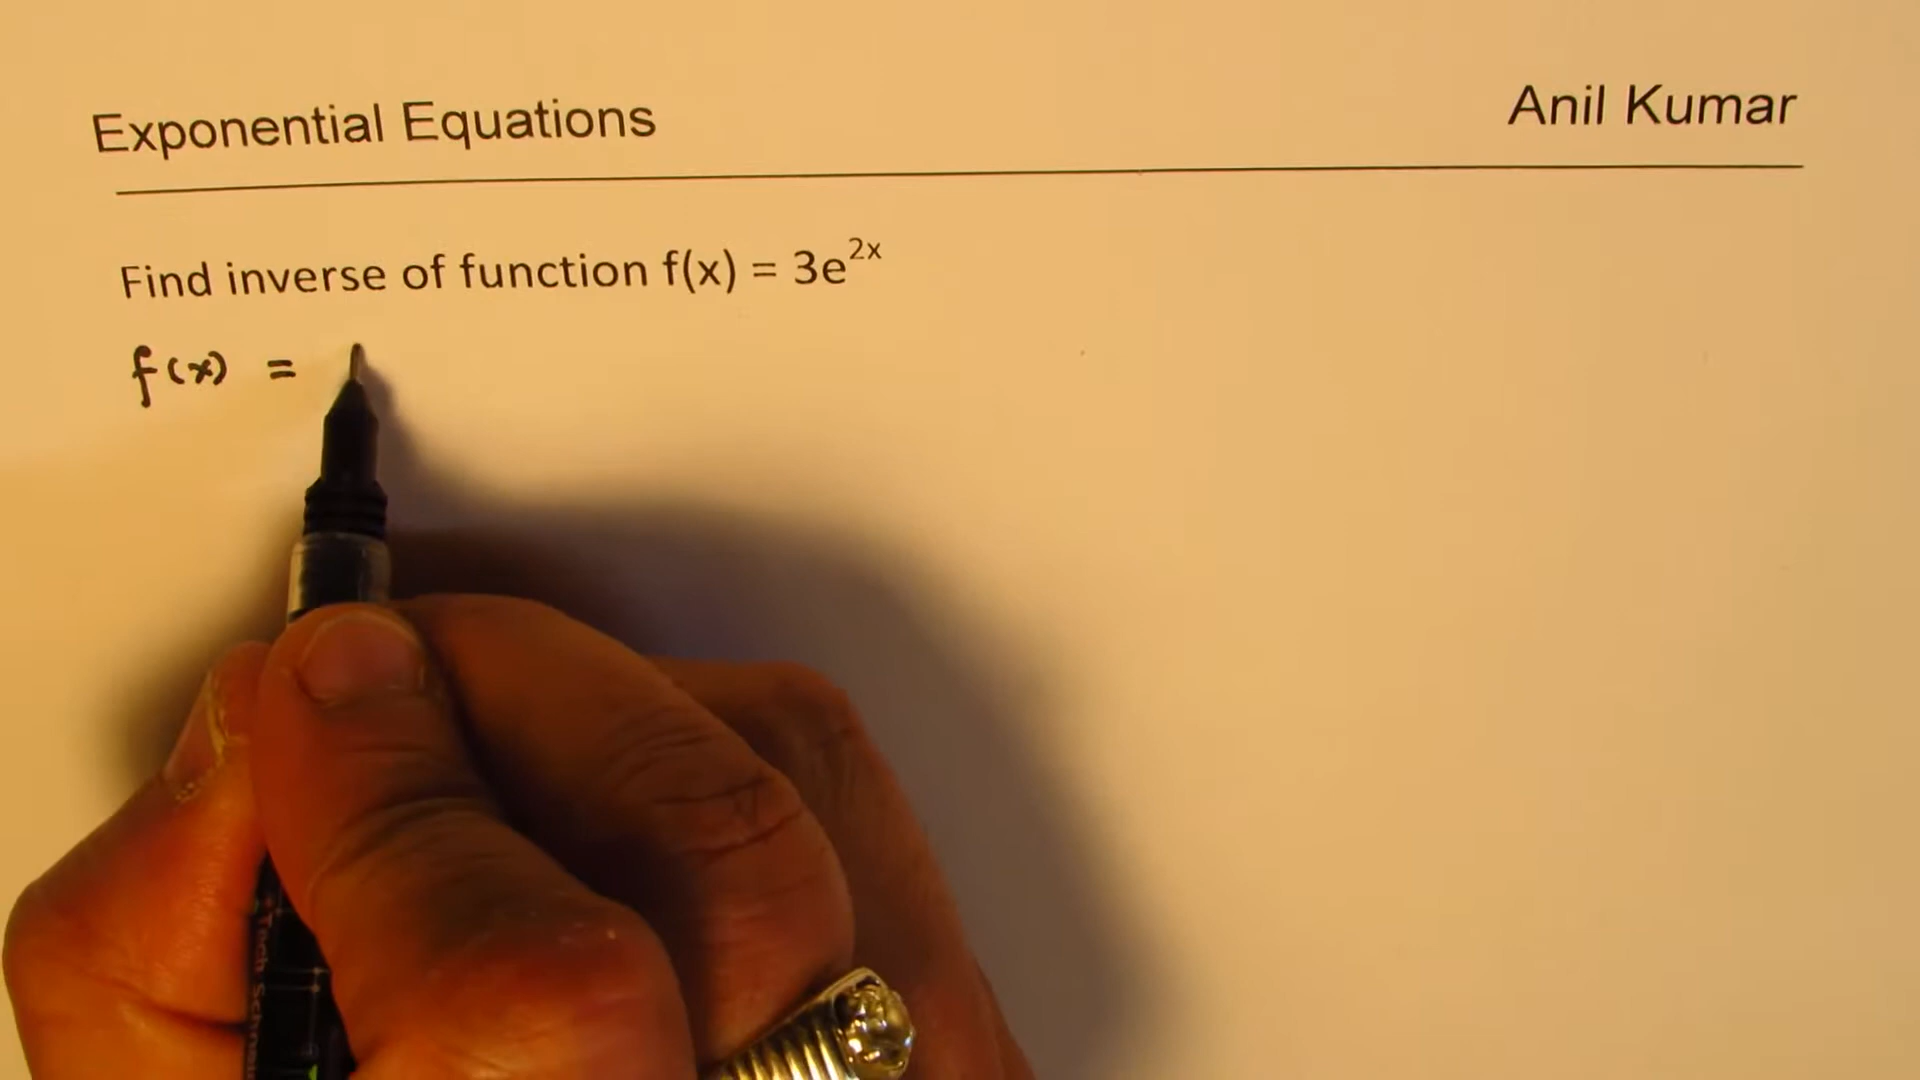 Exponential Equations
Anil Kumar
Find inverse of function f(x) = 3e^2x
f(x) =